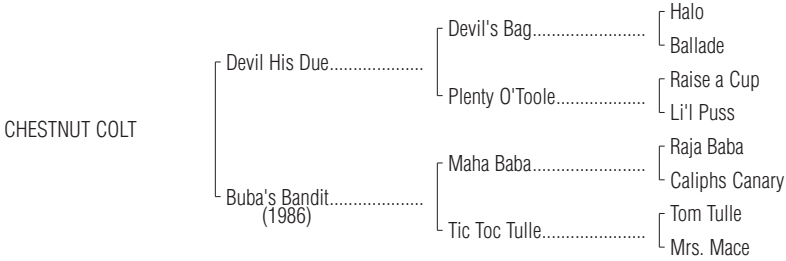 Halo
Devil's Bag........................
Ballade
Devil His Due....................
Raise a Cup
Plenty O'Toole...................
Li'l Puss
CHESTNUT COLT
Raja Baba
Maha Baba........................
Caliphs Canary
Buba's Bandit....................
(1986)
Tom Tulle
Tic Toc Tulle......................
Mrs. Mace